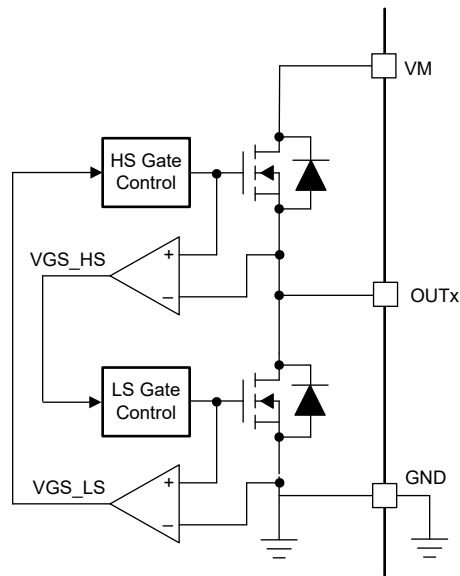 VM
HS Gate
Control
VGS_HS
+
−
OUTx
LS Gate
Control
GND
VGS_LS
+
−